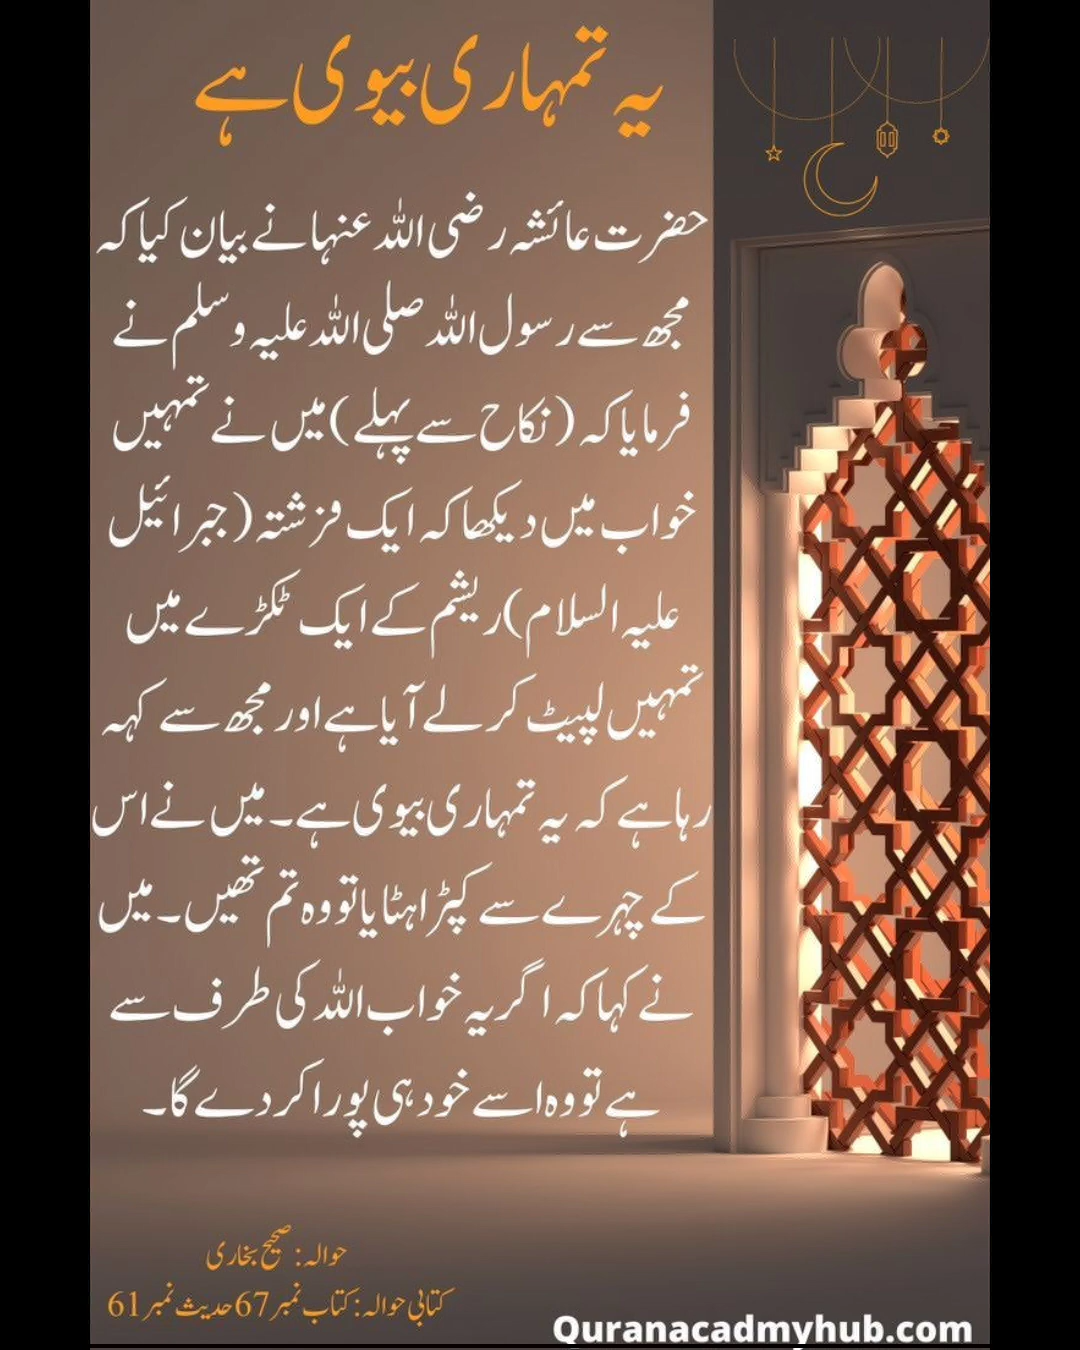 یہ تمہاری بیوی ہے
حضرت عائشہ رضی اللہ عنہا نے بیان کیا کہ
مجھ سے رسول اللہ صلی اللہ علیہ وسلم نے
فرمایا کہ (نکاح سے پہلے) میں نے تمہیں
خواب میں دیکھا کہ ایک فرشتہ (جبرائیل
علیہ السلام) ریشم کے ایک ٹکڑے میں
تمہیں لپیٹ کر لے آیا ہے اور مجھ سے کہہ
رہا ہے کہ یہ تمہاری بیوی ہے۔ میں نے اس
کے چہرے سے کپڑا ہٹایا تو وہ تم تھیں۔ میں
نے کہا کہ اگر یہ خواب اللہ کی طرف سے
ہے تو وہ اسے خود ہی پورا کر دے گا۔
حوالہ: صحیح بخاری
کتابی حوالہ: کتاب نمبر 67 حدیث نمبر 61
Quranacadmyhub.com